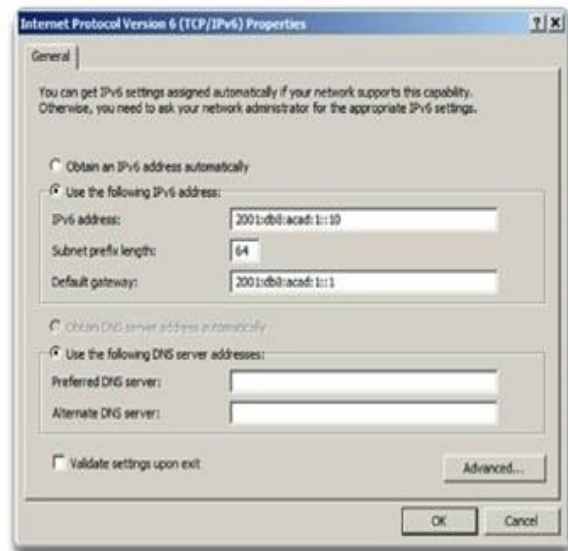 Internet Protocol Version 6 (TCP/IPv6) Properties
General
You can get IPv6 settings assigned automatically if your network supports this capability.
Otherwise, you need to ask your network administrator for the appropriate IPv6 settings.
Obtain an IPv6 address automatically
Use the following IPv6 address:
IPv6 address: 2001:db8:acad:1::10
Subnet prefix length: 64
Default gateway: 2001:db8:acad:1::1
Obtain DNS server address automatically
Use the following DNS server addresses:
Preferred DNS server:
Alternate DNS server:
Validate settings upon exit
Advanced...
OK
Cancel